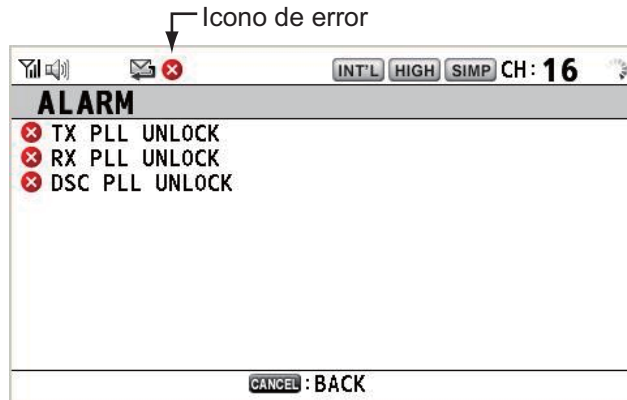 Icono de error
INT'L HIGH SIMP CH: 16
ALARM
TX PLL UNLOCK
RX PLL UNLOCK
DSC PLL UNLOCK
CANCEL : BACK